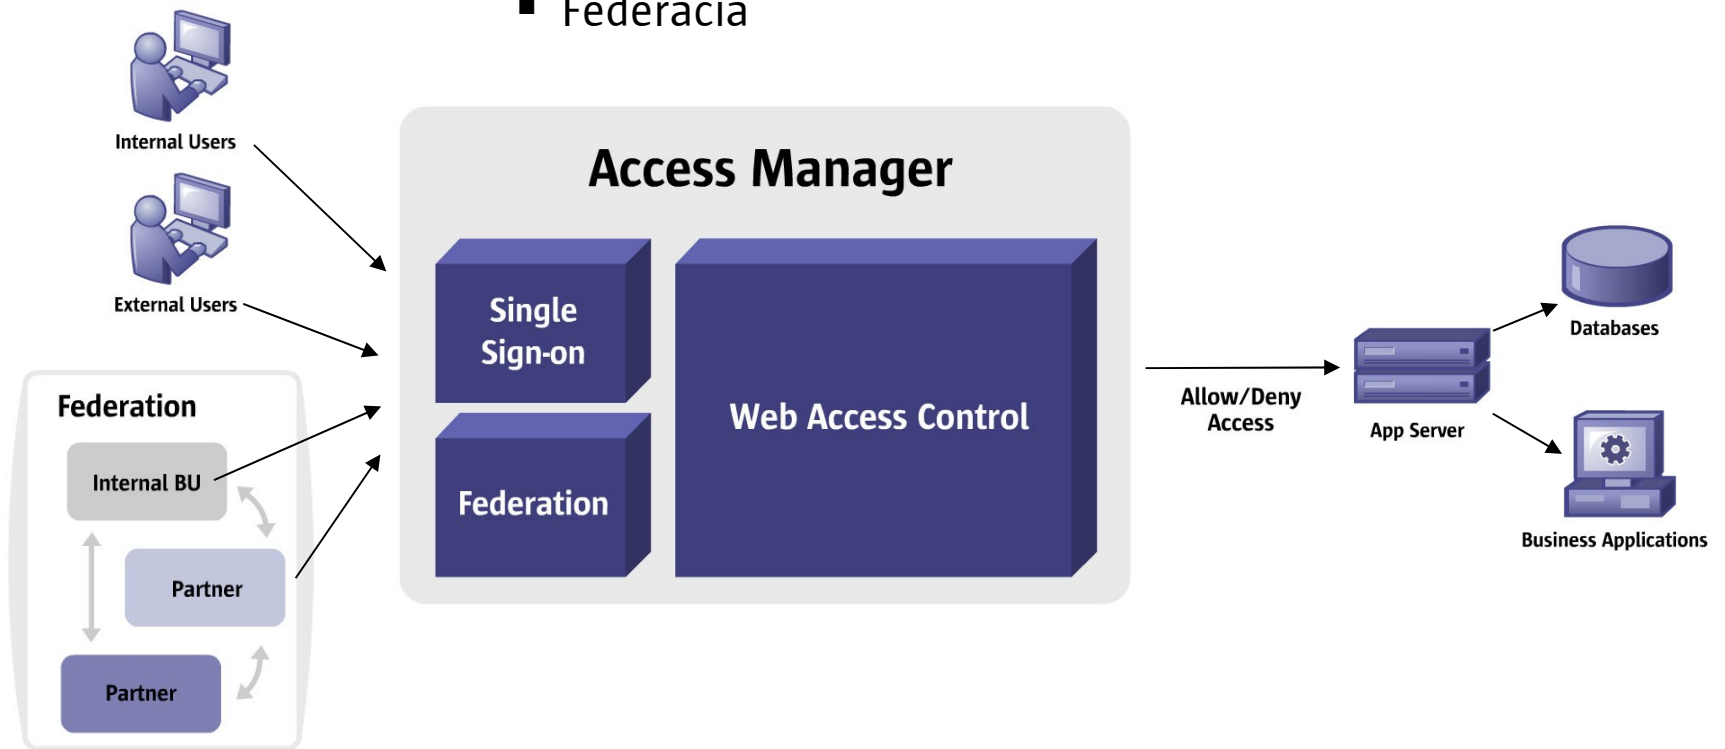 ▪ Federácia
Internal Users
External Users
Federation
Internal BU
Partner
Partner
Access Manager
Single
Sign-on
Federation
Web Access Control
Allow/Deny
Access
App Server
Databases
Business Applications